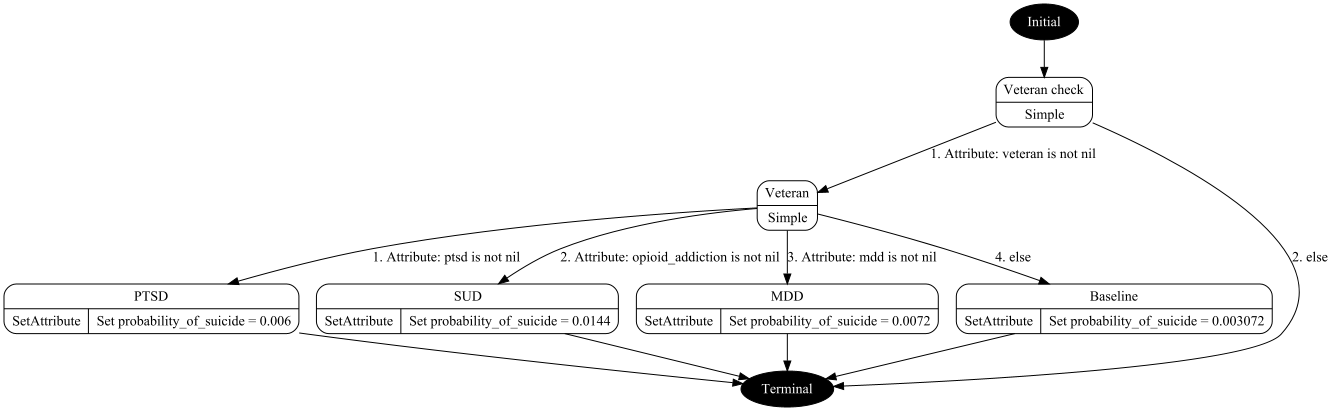 Initial
Veteran check
Simple
1. Attribute: veteran is not nil
Veteran
Simple
1. Attribute: ptsd is not nil
2. Attribute: opioid_addiction is not nil
3. Attribute: mdd is not nil
4. else
2. else
PTSD
SetAttribute
Set probability_of_suicide = 0.006
SUD
SetAttribute
Set probability_of_suicide = 0.0144
MDD
SetAttribute
Set probability_of_suicide = 0.0072
Baseline
SetAttribute
Set probability_of_suicide = 0.003072
Terminal